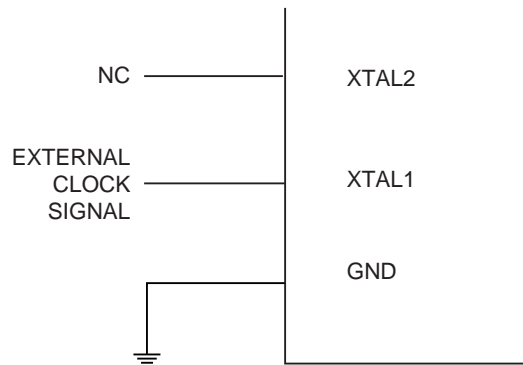 NC
XTAL2
EXTERNAL
CLOCK
SIGNAL
XTAL1
GND